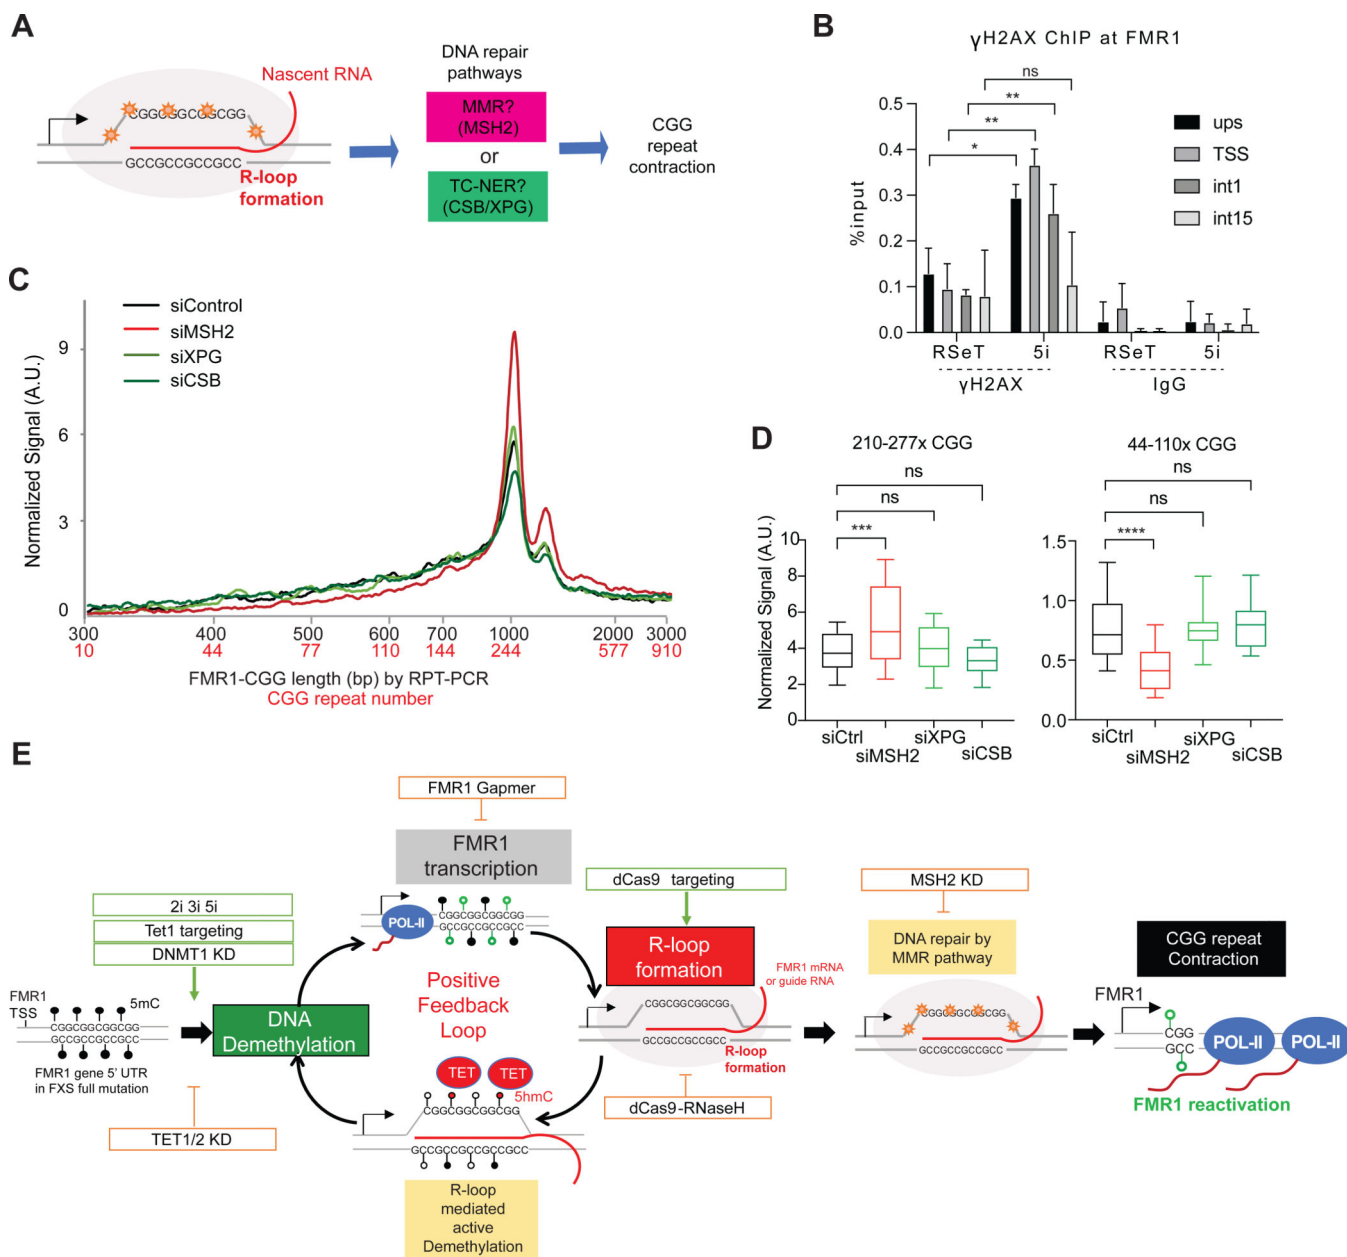 A
Nascent RNA
CGGCGGCGGCGG
GCCGCCGCCGCC
R-loop
formation
DNA repair
pathways
MMR?
(MSH2)
or
TC-NER?
(CSB/XPG)
CGG
repeat
contraction
B
γH2AX ChIP at FMR1
ns
**
**
*
%input
0.5
0.4
0.3
0.2
0.1
0.0
ups
TSS
int1
int15
RSeT 5i RSeT 5i
γH2AX IgG
C
siControl
siMSH2
siXPG
siCSB
Normalized Signal (A.U.)
9
6
3
0
300 400 500 600 700 1000 2000 3000
10 44 77 110 144 244 577 910
FMR1-CGG length (bp) by RPT-PCR
CGG repeat number
D
210-277x CGG
ns
ns
***
Normalized Signal (A.U.)
10
8
6
4
2
0
siCtrl siMSH2 siXPG siCSB
44-110x CGG
ns
ns
****
1.5
1.0
0.5
0.0
siCtrl siMSH2 siXPG siCSB
E
FMR1 Gapmer
FMR1
transcription
POL-II
CGGCGGCGGCGG
GCCGCCGCCGCC
2i 3i 5i
Tet1 targeting
DNMT1 KD
FMR1
TSS
5mC
CGGCGGCGGCGG
GCCGCCGCCGCC
FMR1 gene 5' UTR
in FXS full mutation
DNA
Demethylation
TET1/2 KD
Positive
Feedback
Loop
TET TET
5hmC
CGGCGGCGGCGG
GCCGCCGCCGCC
R-loop
mediated
active
Demethylation
dCas9 targeting
R-loop
formation
FMR1 mRNA
or guide RNA
CGGCGGCGGCGG
GCCGCCGCCGCC
R-loop
formation
dCas9-RNaseH
MSH2 KD
DNA repair by
MMR pathway
CGGCGGCGGCGG
GCCGCCGCCGCC
CGG repeat
Contraction
FMR1
CGG
GCC
POL-II POL-II
FMR1 reactivation